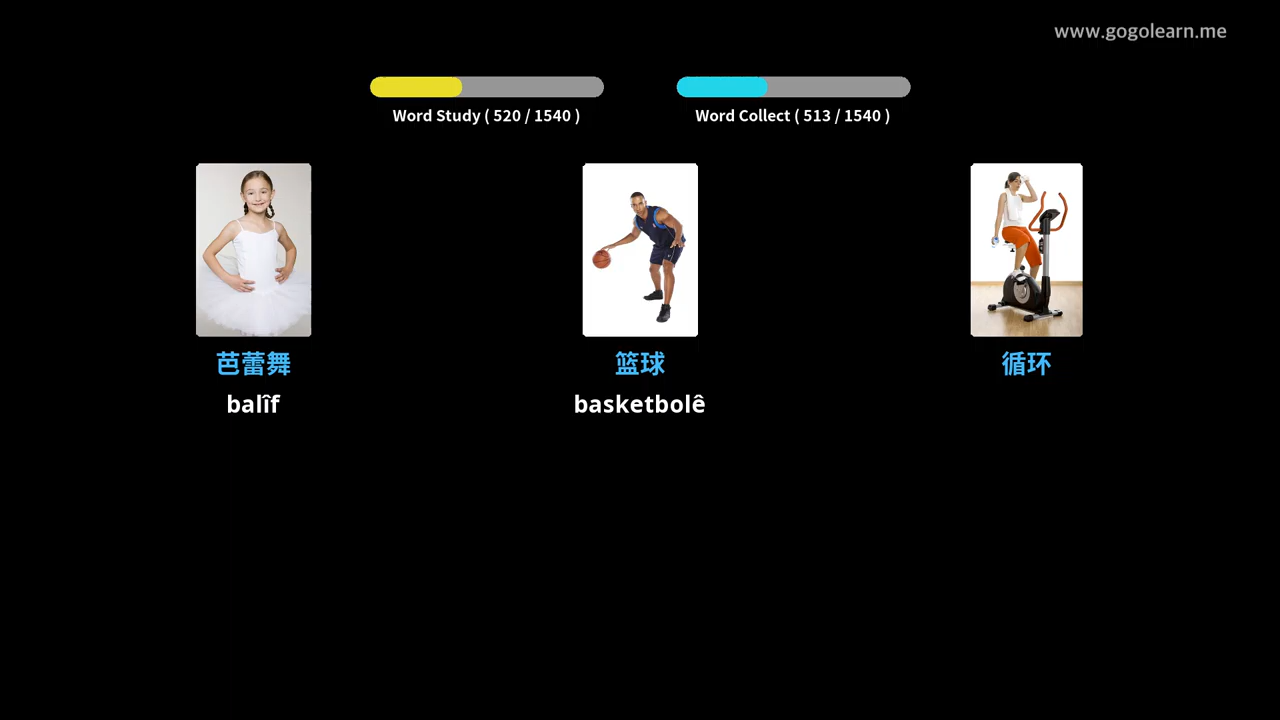 www.gogolearn.me
Word Study ( 520 / 1540 )
Word Collect ( 513 / 1540 )
芭蕾舞
篮球
循环
balîf
basketbolê